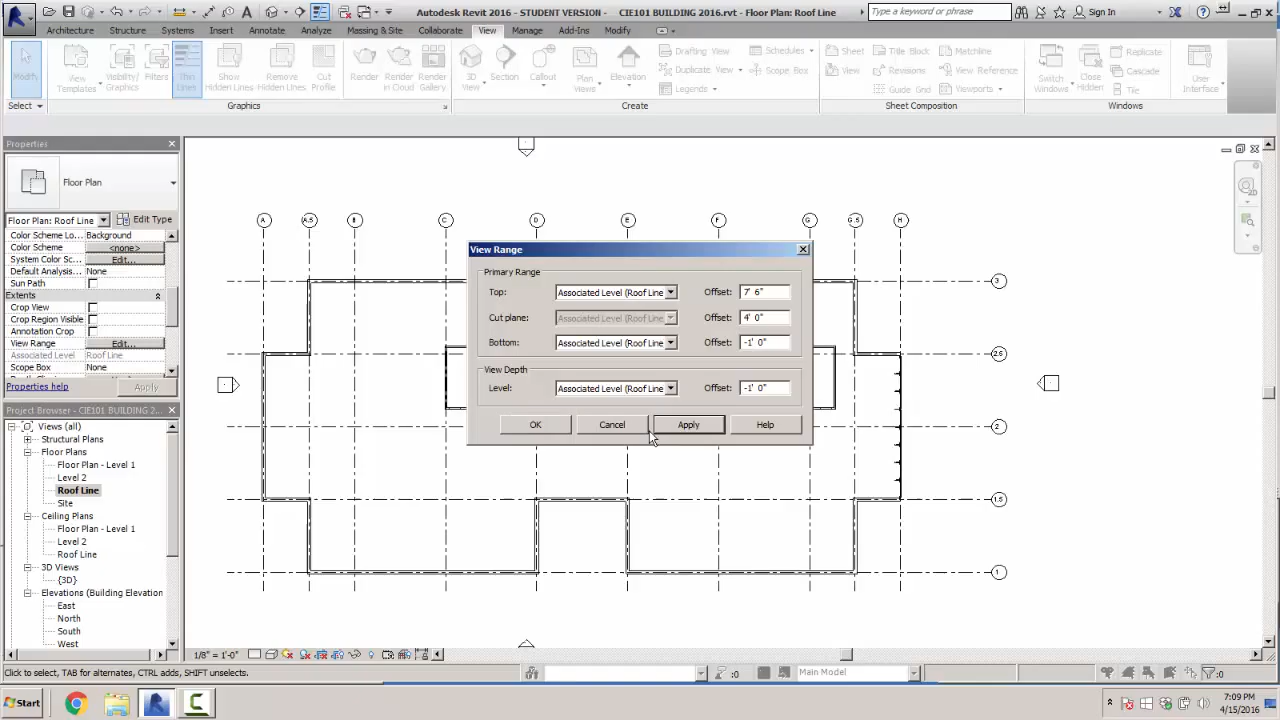 Autodesk Revit 2016 - STUDENT VERSION - CIE101 BUILDING 2016.rvt - Floor Plan: Roof Line
Type a keyword or phrase
Sign In
Architecture Structure Systems Insert Annotate Analyze Massing & Site Collaborate View Manage Add-Ins Modify
Modify
View Templates
Visibility/ Graphics
Filters
Thin Lines
Show Hidden Lines
Remove Hidden Lines
Cut Profile
Render
Render in Cloud
Render Gallery
3D View
Section
Callout
Plan Views
Elevation
Drafting View
Duplicate View
Legends
Schedules
Scope Box
Sheet
View
Title Block
Revisions
Guide Grid
Matchline
View Reference
Viewports
Switch Windows
Close Hidden
Replicate
Cascade
Tile
User Interface
Select Graphics Create Sheet Composition Windows
Properties
Floor Plan
Floor Plan: Roof Line Edit Type
Color Scheme Lo... Background
Color Scheme <none>
System Color Sc... Edit...
Default Analysis... None
Sun Path
Extents
Crop View
Crop Region Visible
Annotation Crop
View Range Edit...
Associated Level Roof Line
Scope Box None
Properties help Apply
Project Browser - CIE101 BUILDING 2...
Views (all)
Structural Plans
Floor Plans
Floor Plan - Level 1
Level 2
Roof Line
Site
Ceiling Plans
Floor Plan - Level 1
Level 2
Roof Line
3D Views
{3D}
Elevations (Building Elevation
East
North
South
West
A A.5 B C D E F G G.5 H
3
2.6
2
1.5
1
View Range
Primary Range
Top: Associated Level (Roof Line Offset: 7' 6"
Cut plane: Associated Level (Roof Line Offset: 4' 0"
Bottom: Associated Level (Roof Line Offset: -1' 0"
View Depth
Level: Associated Level (Roof Line Offset: -1' 0"
OK Cancel Apply Help
1/8" = 1'-0"
Click to select, TAB for alternates, CTRL adds, SHIFT unselects.
:0
Main Model
:0
Start
7:09 PM
4/15/2016